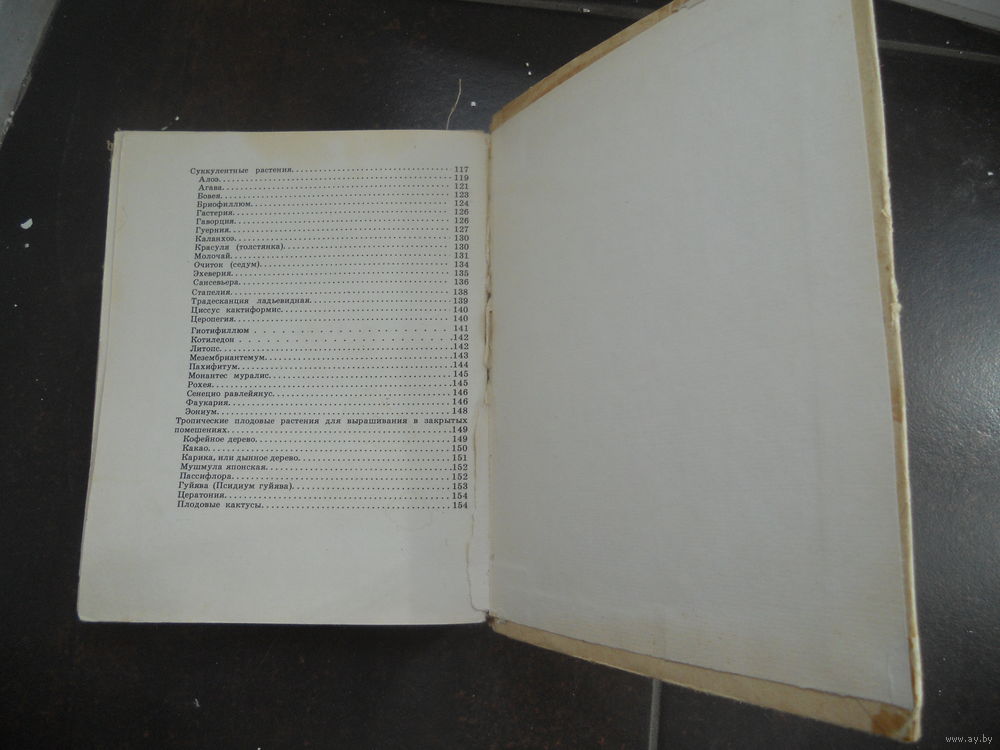 Суккулентные растения. 117
Алоэ. 119
Агава. 121
Бовея. 123
Бриофиллюм. 124
Гастерия. 126
Гаворция. 126
Гуерния. 127
Каланхоэ. 130
Красуля (толстянка). 130
Молочай. 131
Очиток (седум). 134
Эхеверия. 135
Сансевьера. 136
Стапелия. 138
Традесканция ладьевидная. 139
Циссус кактиформис. 140
Церопегия. 140
Гиотифиллюм . . . 141
Котиледон . . . 142
Литопс. 142
Мезембриантемум. 143
Пахифитум. 144
Монантес муралис. 145
Рохея. 145
Сенецио равлейянус. 146
Фаукария. 146
Эониум. 148
Тропические плодовые растения для выращивания в закрытых
помещениях. 149
Кофейное дерево. 149
Какао. 150
Карика, или дынное дерево. 151
Мушмула японская. 152
Пассифлора. 152
Гуйява (Псидиум гуйява). 153
Цератония. 154
Плодовые кактусы. 154
www.ay.by